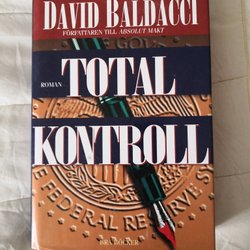 DAVID BALDACCI
FÖRFATTAREN TILL ABSOLUT MAKT
TOTAL
ROMAN
KONTROLL
FEDERAL RESERVE
BRA BÖCKER